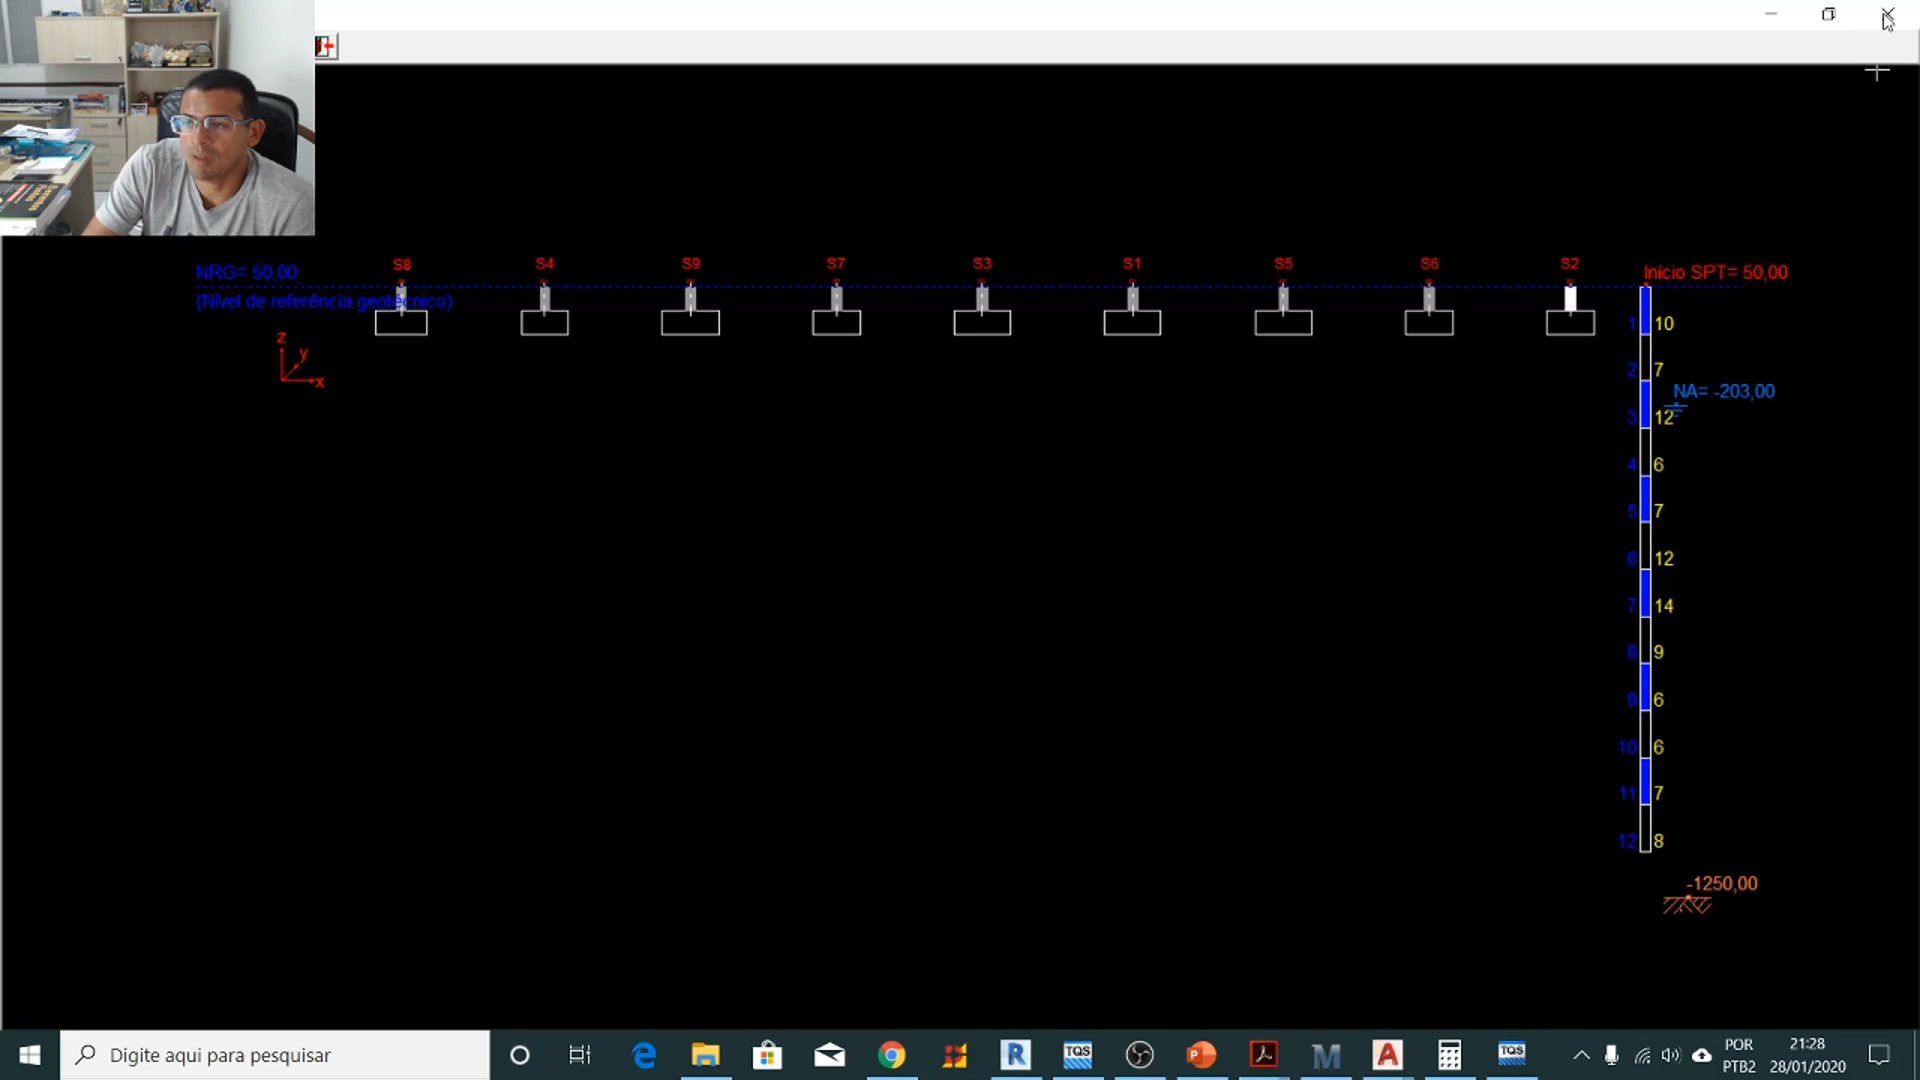 S8
S4
S9
S7
S3
S1
S5
S6
S2
NRG= 50,00
(Nível de referência geotécnico)
Início SPT= 50,00
z
y
x
1 10
2 7
NA= -203,00
3 12
4 6
5 7
6 12
7 14
8 9
9 6
10 6
11 7
12 8
-1250,00
Digite aqui para pesquisar
R
TQS
P
M
A
TQS
POR
PTB2
21:28
28/01/2020